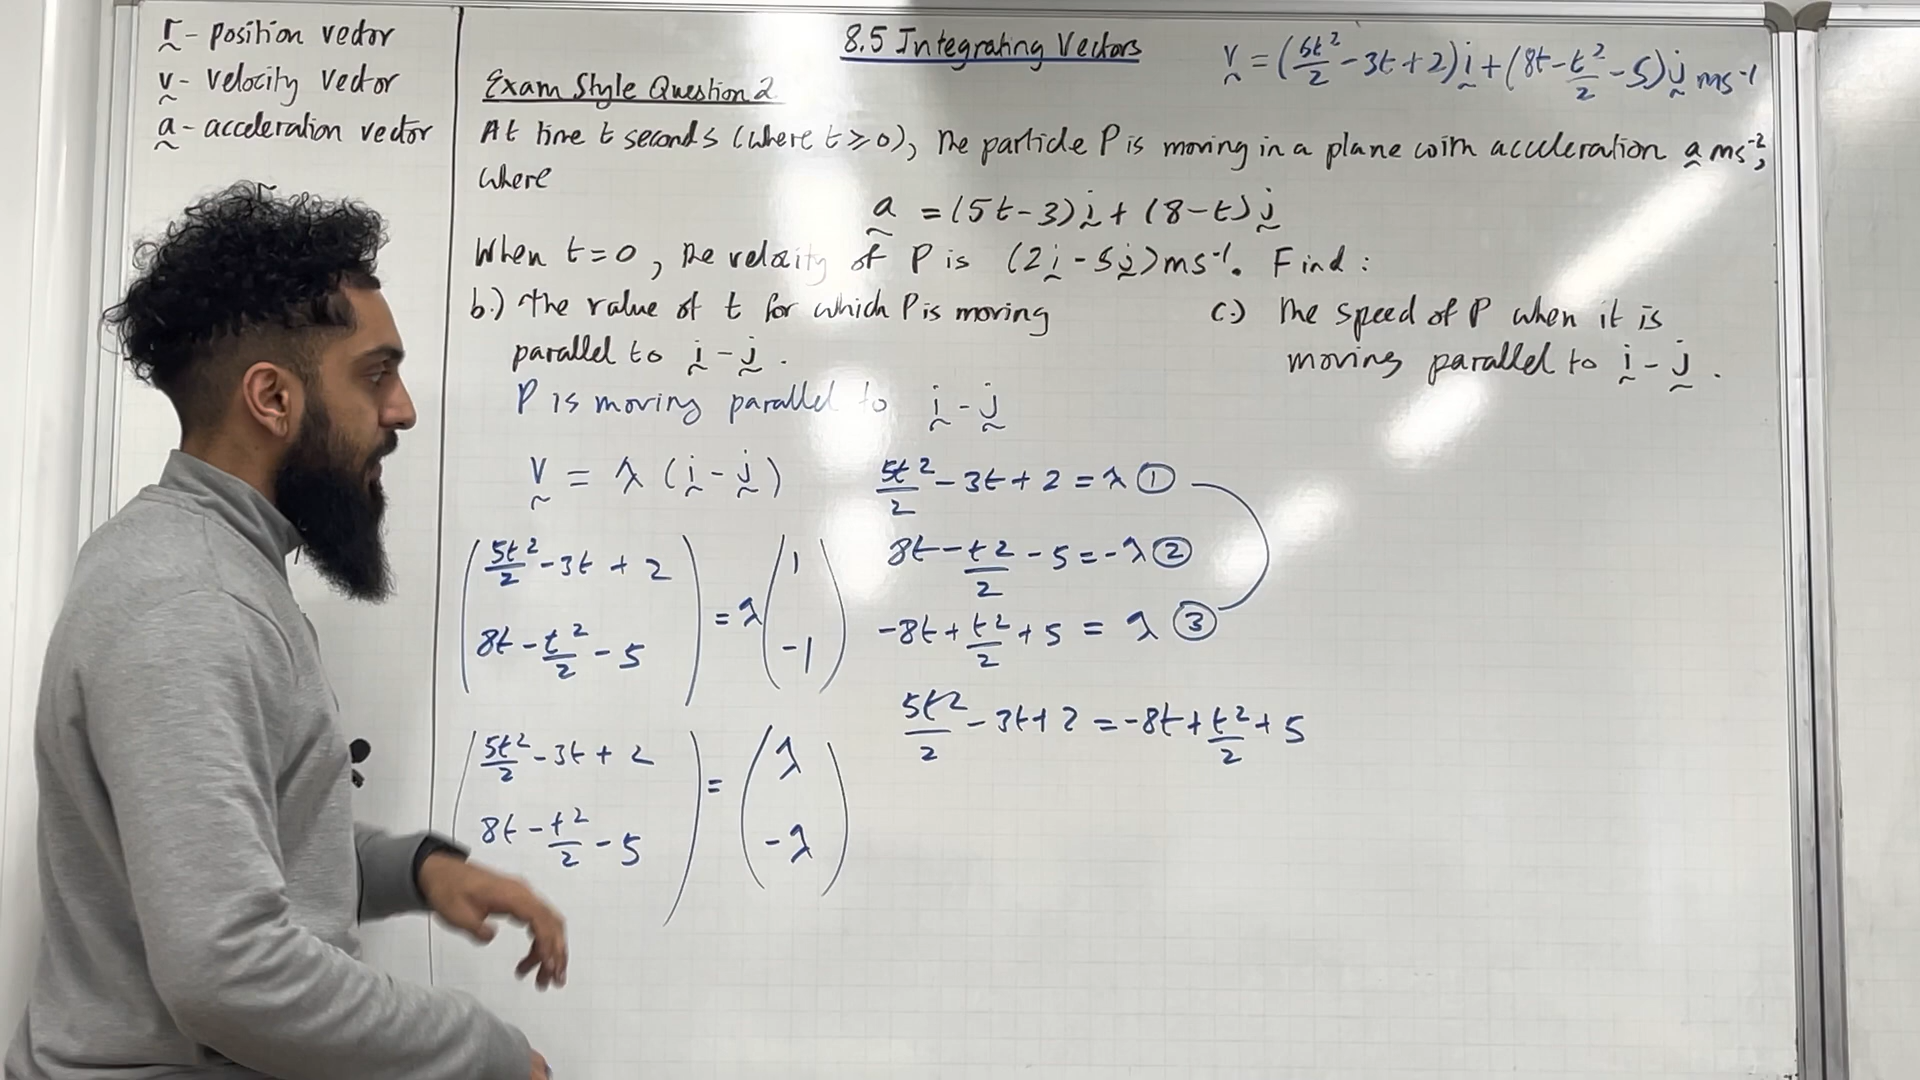 r - position vector
v - velocity vector
a - acceleration vector
8.5 Integrating Vectors
v = (5t²/2 - 3t + 2)i + (8t - t²/2 - 5)j ms⁻¹
Exam Style Question 2
At time t seconds (where t ≥ 0), the particle P is moving in a plane with acceleration a ms⁻²,
where
a = (5t - 3)i + (8 - t)j
When t = 0, the velocity of P is (2i - 5j)ms⁻¹. Find:
b.) the value of t for which P is moving
parallel to i - j.
P is moving parallel to i - j
v = λ(i - j)
(5t²/2 - 3t + 2
8t - t²/2 - 5) = λ(1
-1)
(5t²/2 - 3t + 2
8t - t²/2 - 5) = (λ
-λ)
5t²/2 - 3t + 2 = λ ①
8t - t²/2 - 5 = -λ ②
-8t + t²/2 + 5 = λ ③
5t²/2 - 3t + 2 = -8t + t²/2 + 5
c.) the speed of P when it is
moving parallel to i - j.